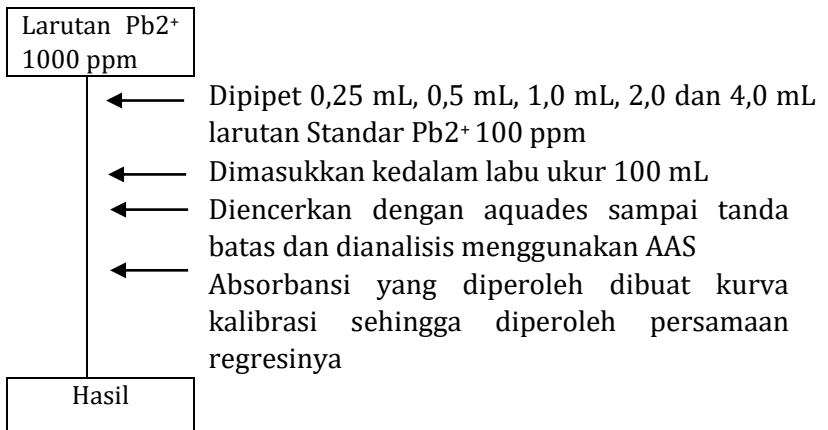 Larutan Pb2⁺
1000 ppm
Dipipet 0,25 mL, 0,5 mL, 1,0 mL, 2,0 dan 4,0 mL
larutan Standar Pb2⁺ 100 ppm
Dimasukkan kedalam labu ukur 100 mL
Diencerkan dengan aquades sampai tanda
batas dan dianalisis menggunakan AAS
Absorbansi yang diperoleh dibuat kurva
kalibrasi sehingga diperoleh persamaan
regresinya
Hasil